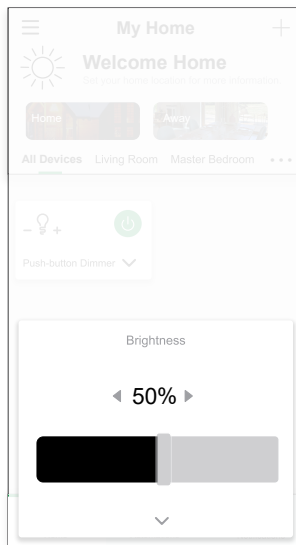 My Home
Welcome Home
Set your home location for more information
Home
Away
All Devices Living Room Master Bedroom
Push-button Dimmer
Brightness
50%